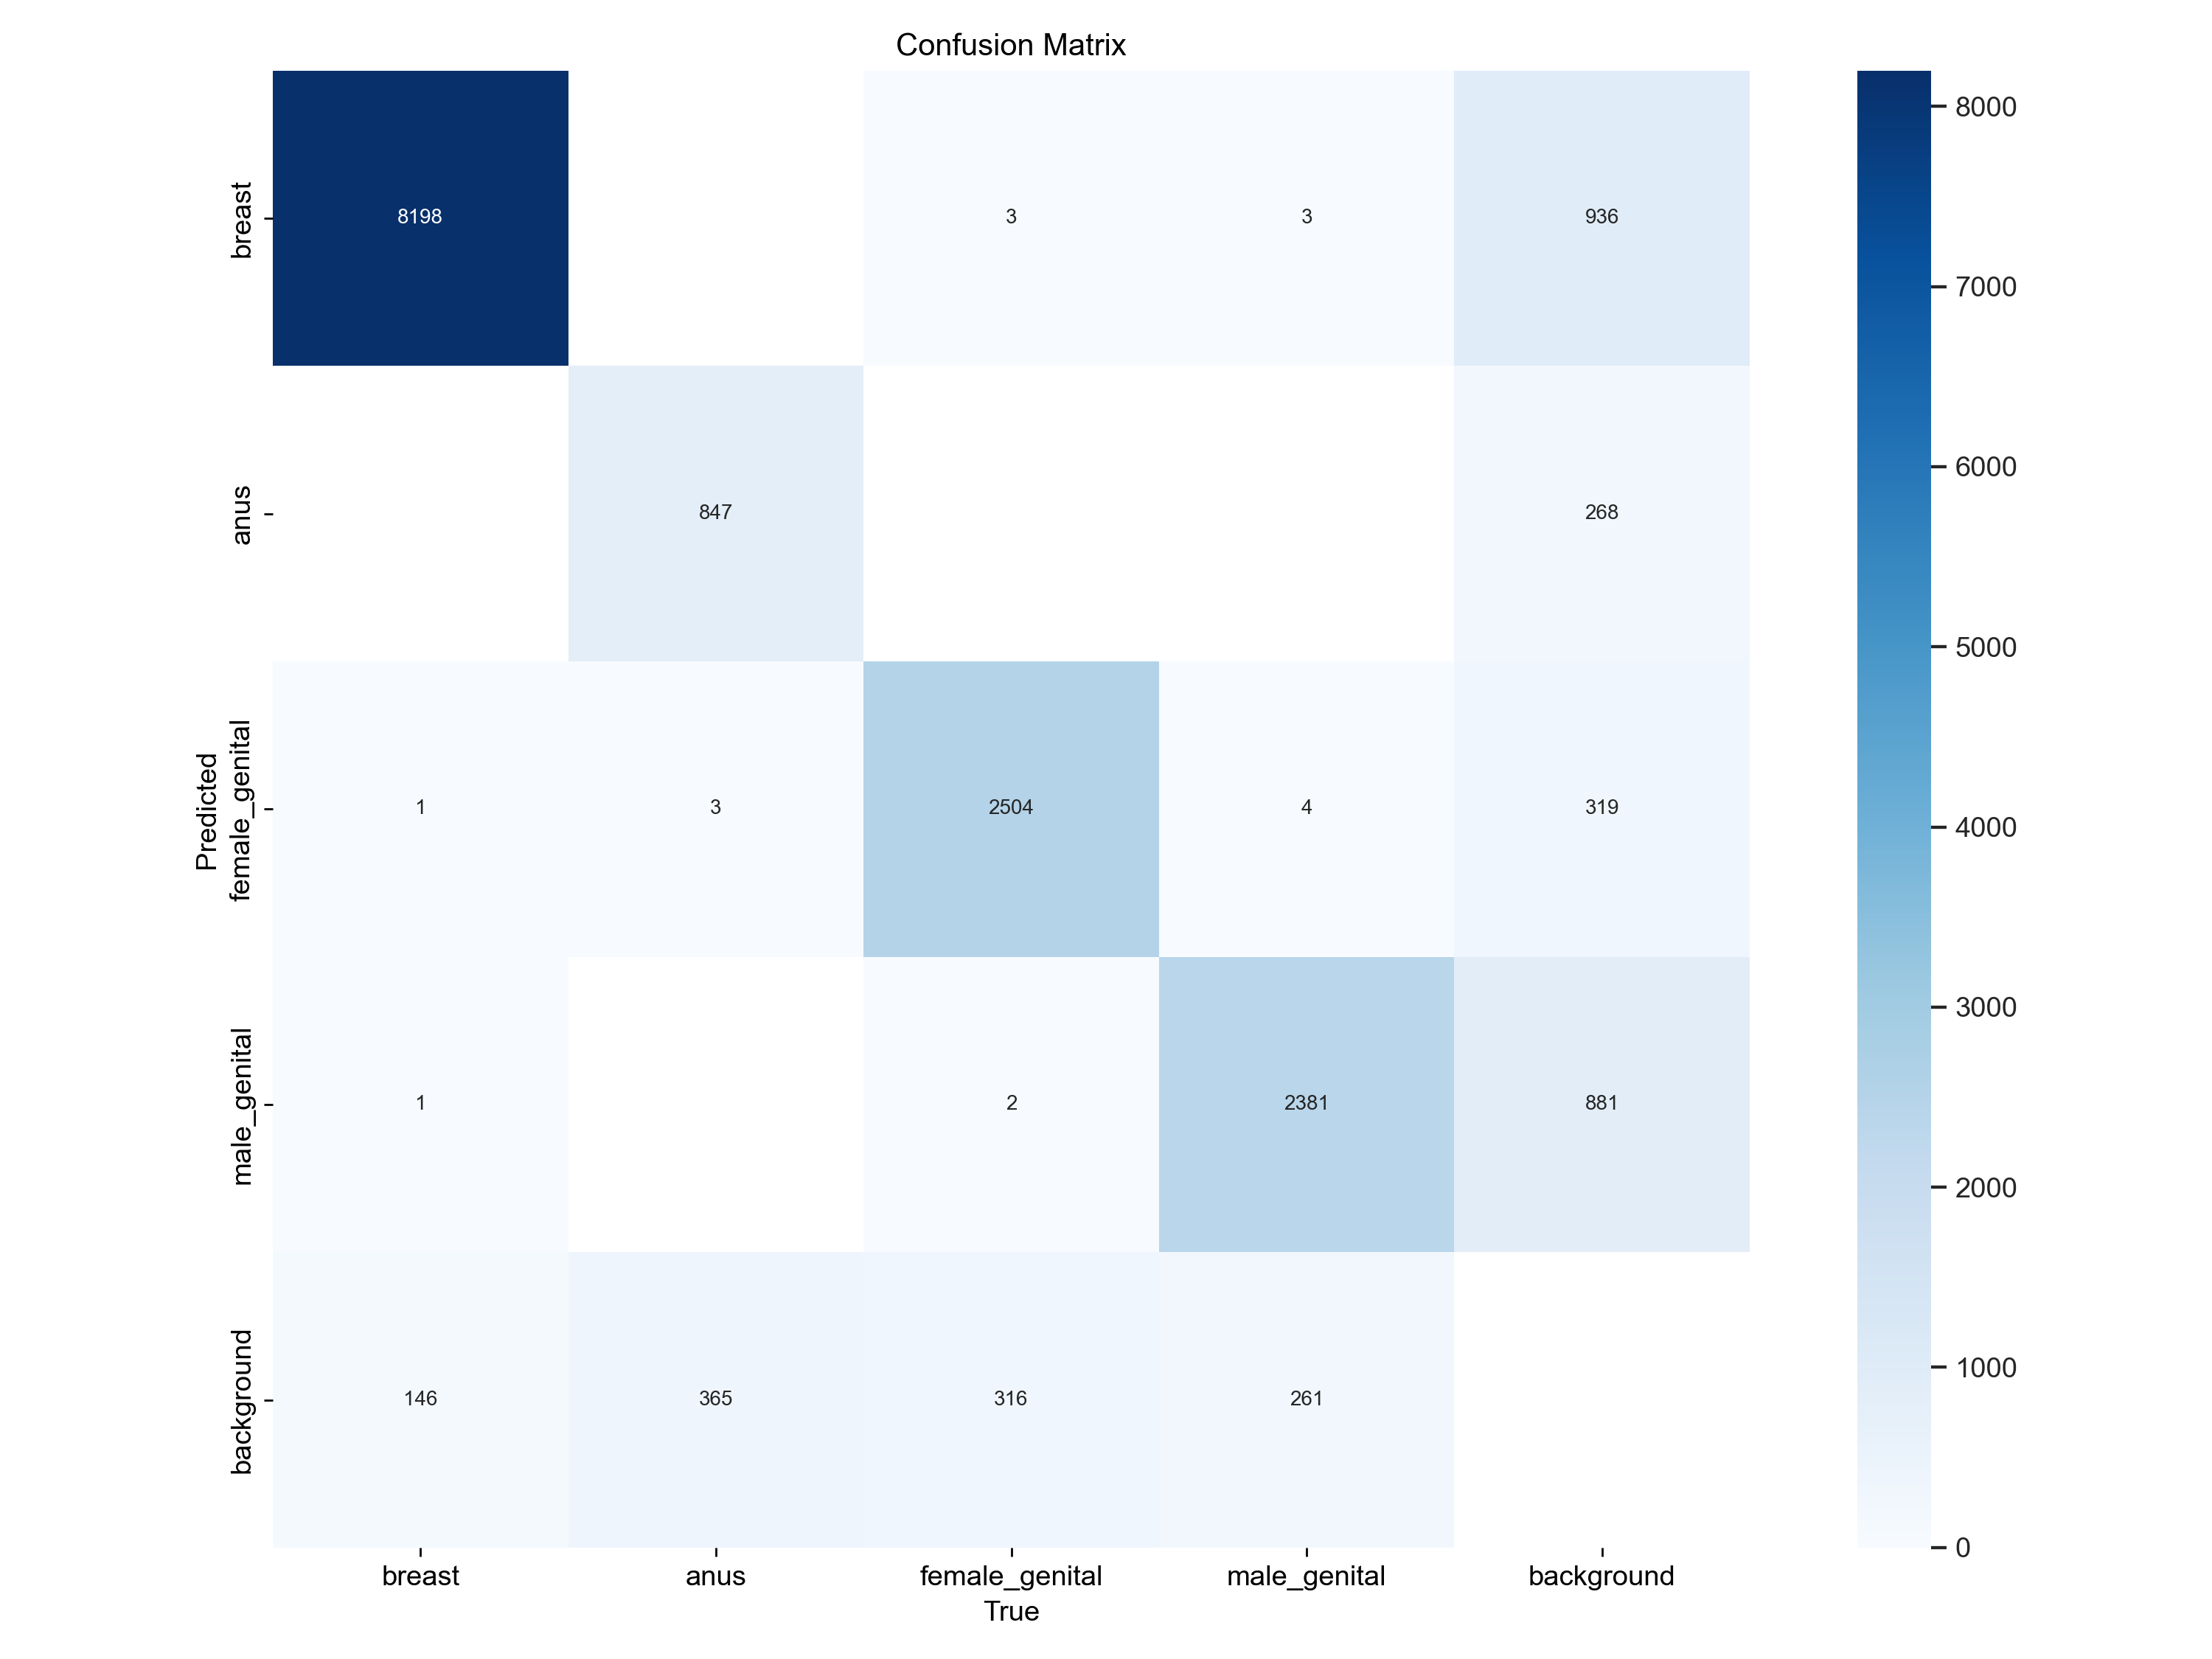 Confusion Matrix
breast
8198
3
3
936
anus
847
268
Predicted
female_genital
1
3
2504
4
319
male_genital
1
2
2381
881
background
146
365
316
261
breast
anus
female_genital
male_genital
background
True
8000
7000
6000
5000
4000
3000
2000
1000
0